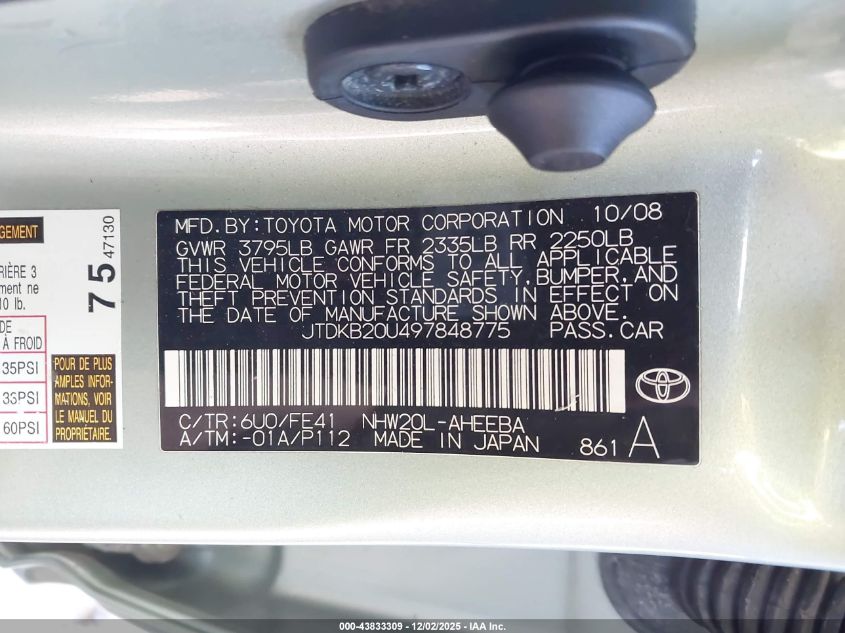 GEMENT
75
47130
RIÈRE 3
ment ne
10 lb.
DE
À FROID
35PSI
33PSI
60PSI
POUR DE PLUS
AMPLES INFOR-
MATIONS, VOIR
LE MANUEL DU
PROPRIÉTAIRE.
MFD.BY:TOYOTA MOTOR CORPORATION 10/08
GVWR 3795LB GAWR FR 2335LB RR 2250LB
THIS VEHICLE CONFORMS TO ALL APPLICABLE
FEDERAL MOTOR VEHICLE SAFETY,BUMPER,AND
THEFT PREVENTION STANDARDS IN EFFECT ON
THE DATE OF MANUFACTURE SHOWN ABOVE.
JTDKB20U497848775 PASS.CAR
C/TR:6U0/FE41 NHW20L-AHEEBA
A/TM:-01A/P112 MADE IN JAPAN 861 A
000-43833309 - 12/02/2025 - IAA Inc.